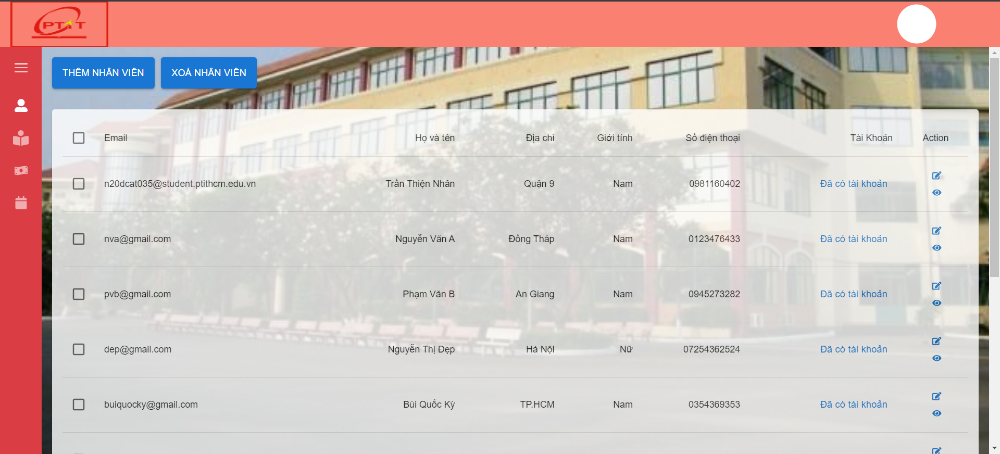 PTIT
THÊM NHÂN VIÊN XOÁ NHÂN VIÊN
Email Họ và tên Địa chỉ Giới tính Số điện thoại Tài Khoản Action
n20dcat035@student.ptithcm.edu.vn Trần Thiện Nhân Quận 9 Nam 0981160402 Đã có tài khoản
nva@gmail.com Nguyễn Văn A Đồng Tháp Nam 0123476433 Đã có tài khoản
pvb@gmail.com Phạm Văn B An Giang Nam 0945273282 Đã có tài khoản
dep@gmail.com Nguyễn Thị Đẹp Hà Nội Nữ 07254362524 Đã có tài khoản
buiquocky@gmail.com Bùi Quốc Kỳ TP.HCM Nam 0354369353 Đã có tài khoản